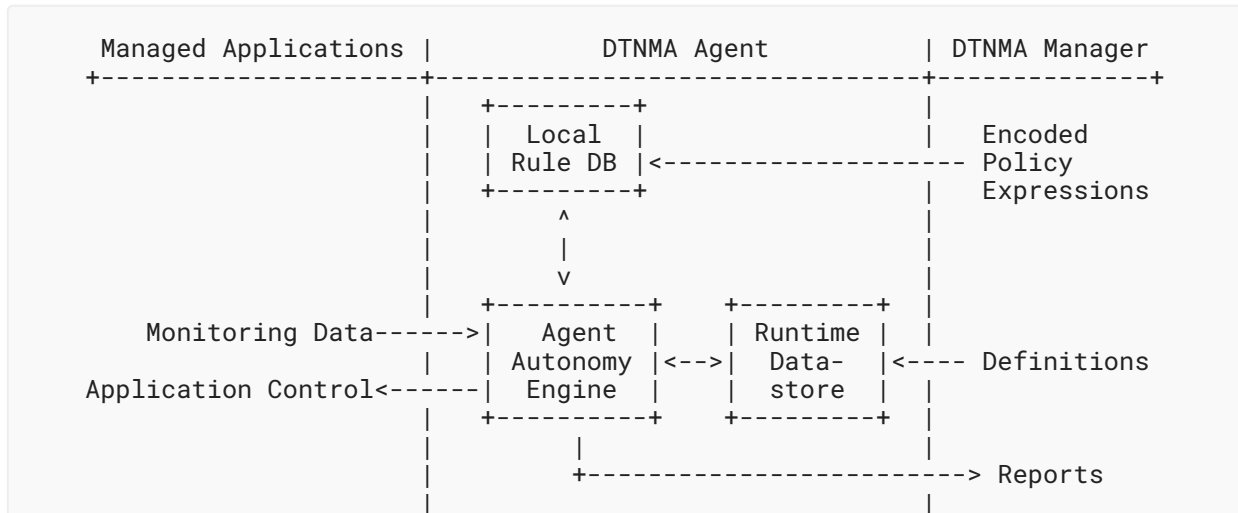 Managed Applications |           DTNMA Agent          | DTNMA Manager
+---------------------+--------------------------------+--------------+
                      |   +---------+                  |
                      |   |  Local  |                  |   Encoded
                      |   | Rule DB |<-------------------- Policy
                      |   +---------+                  |   Expressions
                      |        ^                       |
                      |        |                       |
                      |        v                       |
                      |   +----------+    +---------+  |
    Monitoring Data------>|   Agent  |    | Runtime |  |
                      |   | Autonomy |<-->|  Data-  |<---- Definitions
Application Control<------|  Engine  |    |  store  |  |
                      |   +----------+    +---------+  |
                      |         |                      |
                      |         +-------------------------> Reports
                      |                                |